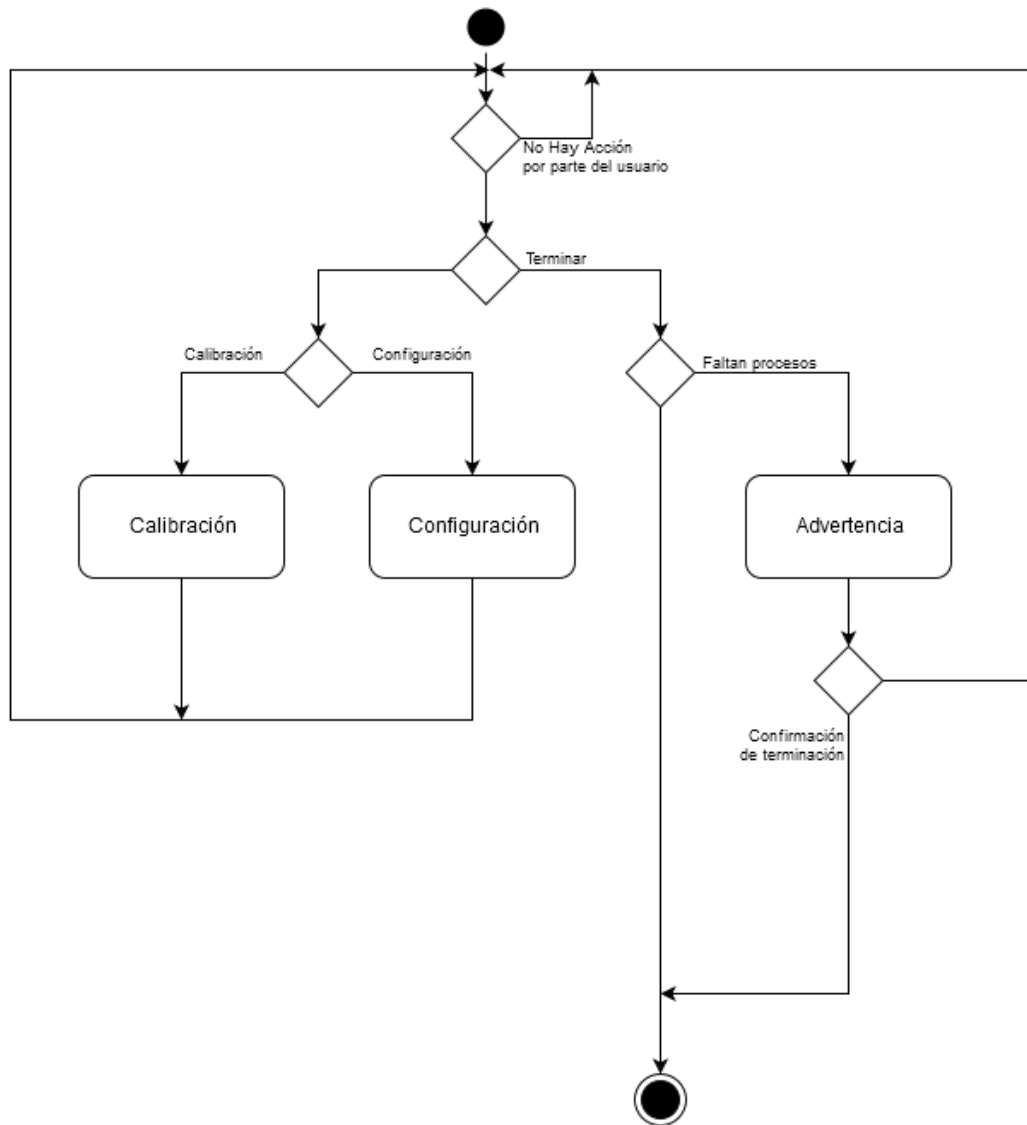 No Hay Acción
por parte del usuario
Terminar
Calibración
Configuración
Faltan procesos
Calibración
Configuración
Advertencia
Confirmación
de terminación